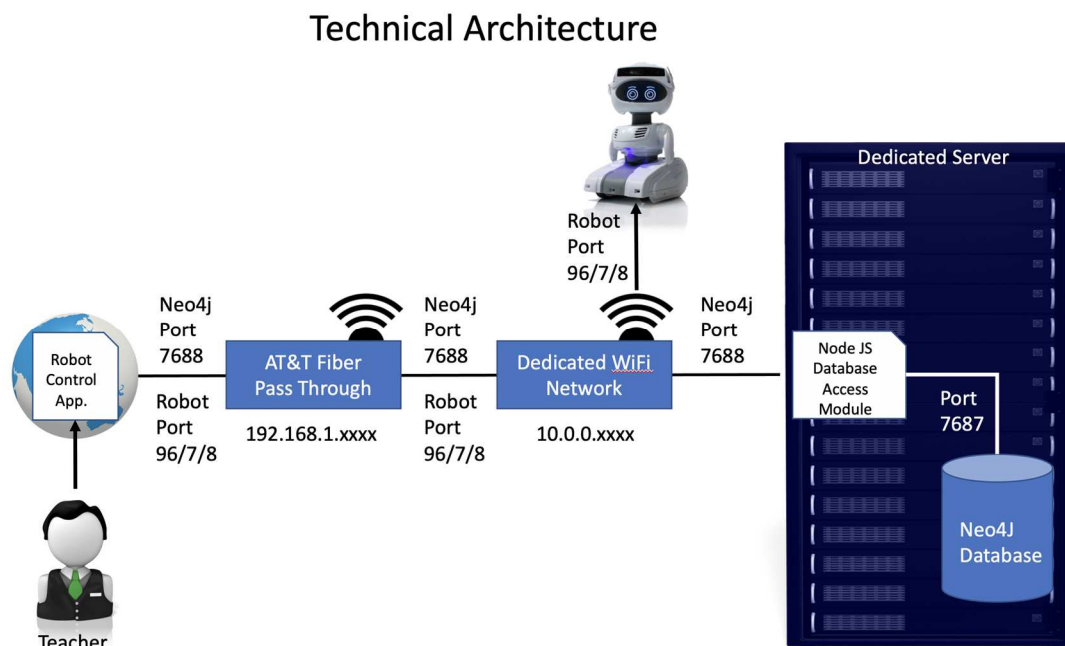 Technical Architecture
Robot
Port
96/7/8
Dedicated Server
Neo4j
Port
7688
Neo4j
Port
7688
Neo4j
Port
7688
Robot
Control
App.
AT&T Fiber
Pass Through
Dedicated WiFi
Network
Node JS
Database
Access
Module
Robot
Port
96/7/8
192.168.1.xxxx
Robot
Port
96/7/8
10.0.0.xxxx
Port
7687
Neo4J
Database
Teacher